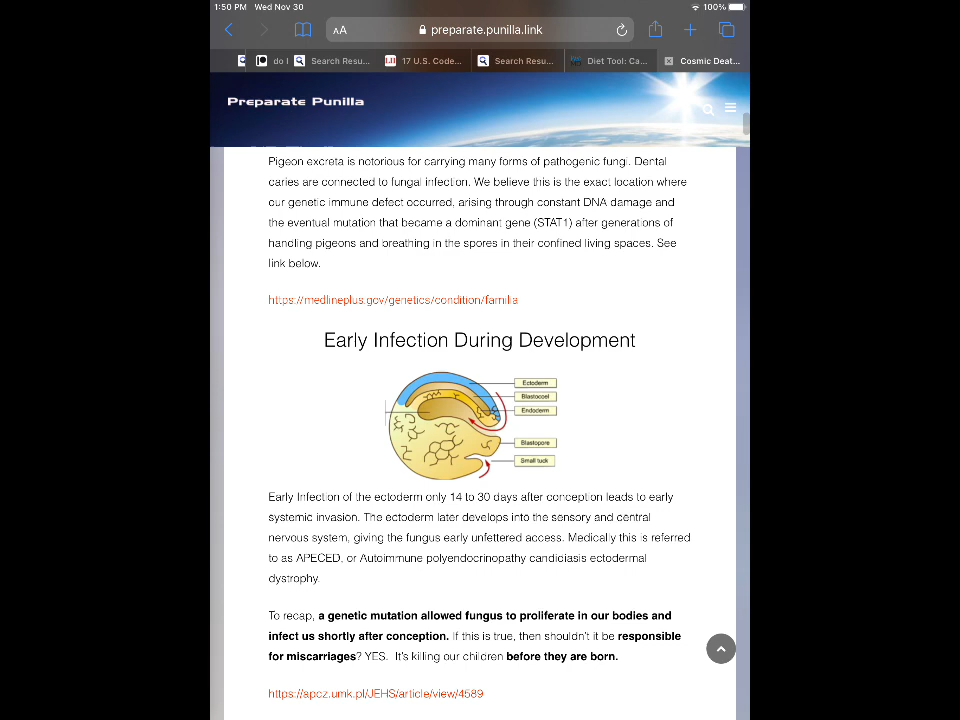 1:50 PM Wed Nov 30
100%
AA
preparate.punilla.link
do I
Search Resu...
LII
17 U.S. Code...
Search Resu...
Diet Tool: Ca...
Cosmic Deat...
Preparate Punilla
Pigeon excreta is notorious for carrying many forms of pathogenic fungi. Dental
caries are connected to fungal infection. We believe this is the exact location where
our genetic immune defect occurred, arising through constant DNA damage and
the eventual mutation that became a dominant gene (STAT1) after generations of
handling pigeons and breathing in the spores in their confined living spaces. See
link below.
https://medlineplus.gov/genetics/condition/familia
Early Infection During Development
Ectoderm
Blastocoel
Endoderm
Blastopore
Small tuck
Early Infection of the ectoderm only 14 to 30 days after conception leads to early
systemic invasion. The ectoderm later develops into the sensory and central
nervous system, giving the fungus early unfettered access. Medically this is referred
to as APECED, or Autoimmune polyendocrinopathy candidiasis ectodermal
dystrophy.
To recap, a genetic mutation allowed fungus to proliferate in our bodies and
infect us shortly after conception. If this is true, then shouldn't it be responsible
for miscarriages? YES. It's killing our children before they are born.
https://apcz.umk.pl/JEHS/article/view/4589